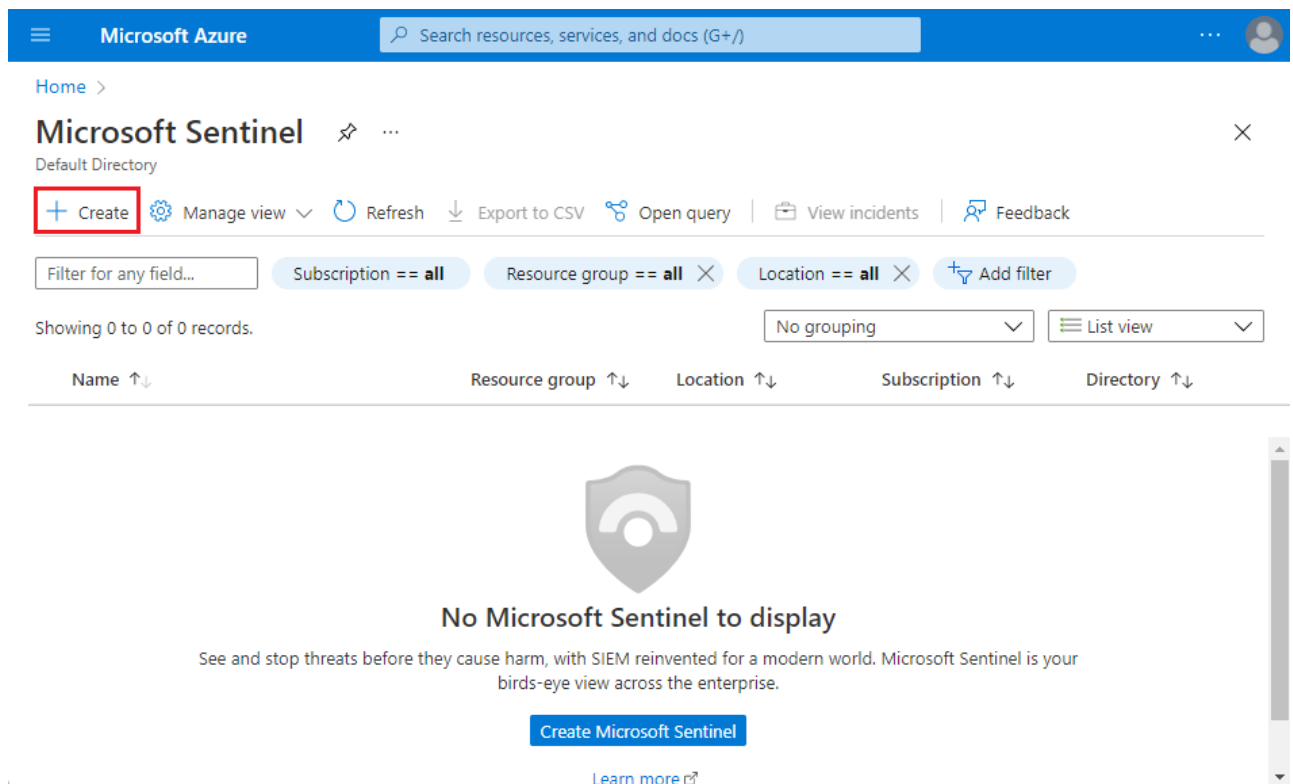 Microsoft Azure
Search resources, services, and docs (G+/)
Home >
Microsoft Sentinel
Default Directory
Create
Manage view
Refresh
Export to CSV
Open query
View incidents
Feedback
Filter for any field...
Subscription == all
Resource group == all
Location == all
Add filter
Showing 0 to 0 of 0 records.
No grouping
List view
Name
Resource group
Location
Subscription
Directory
No Microsoft Sentinel to display
See and stop threats before they cause harm, with SIEM reinvented for a modern world. Microsoft Sentinel is your
birds-eye view across the enterprise.
Create Microsoft Sentinel
Learn more